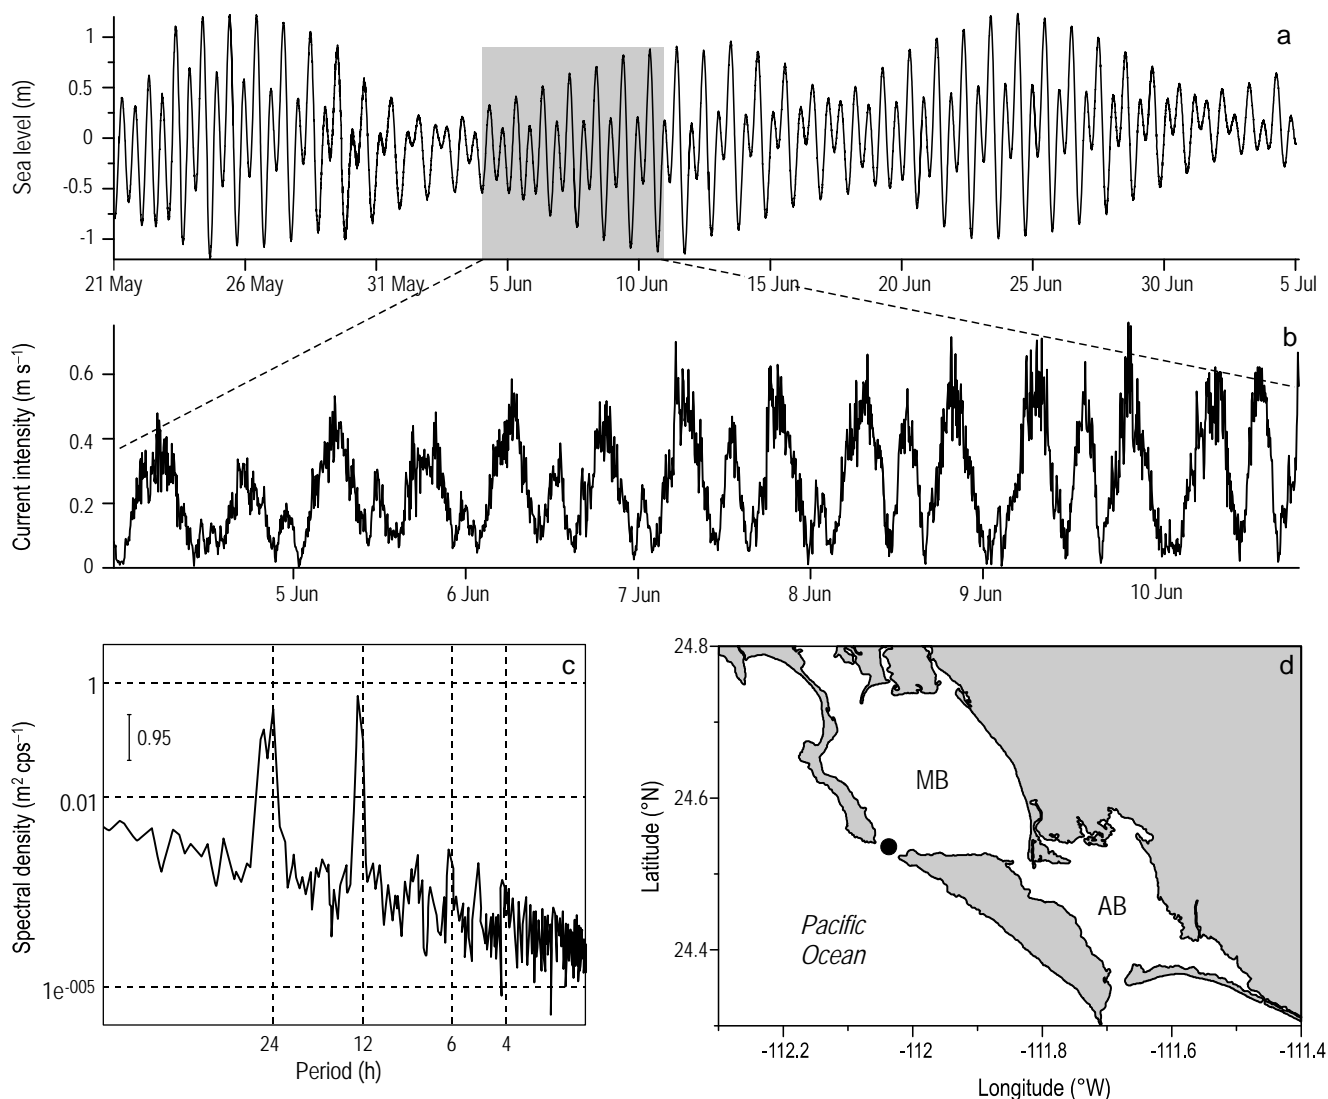 a
1
0.5
0
-0.5
-1
Sea level (m)
21 May 26 May 31 May 5 Jun 10 Jun 15 Jun 20 Jun 25 Jun 30 Jun 5 Jul
b
0.6
0.4
0.2
0
Current intensity (m s⁻¹)
5 Jun 6 Jun 7 Jun 8 Jun 9 Jun 10 Jun
c
1
0.95
0.01
1e⁻⁰⁰⁵
Spectral density (m² cps⁻¹)
24 12 6 4
Period (h)
d
24.8
24.6
24.4
Latitude (°N)
MB
AB
Pacific
Ocean
-112.2 -112 -111.8 -111.6 -111.4
Longitude (°W)